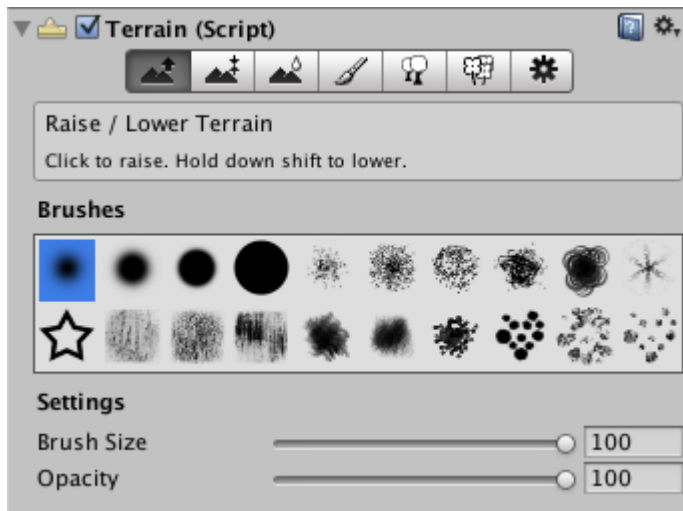 Terrain (Script)
Raise / Lower Terrain
Click to raise. Hold down shift to lower.
Brushes
Settings
Brush Size 100
Opacity 100